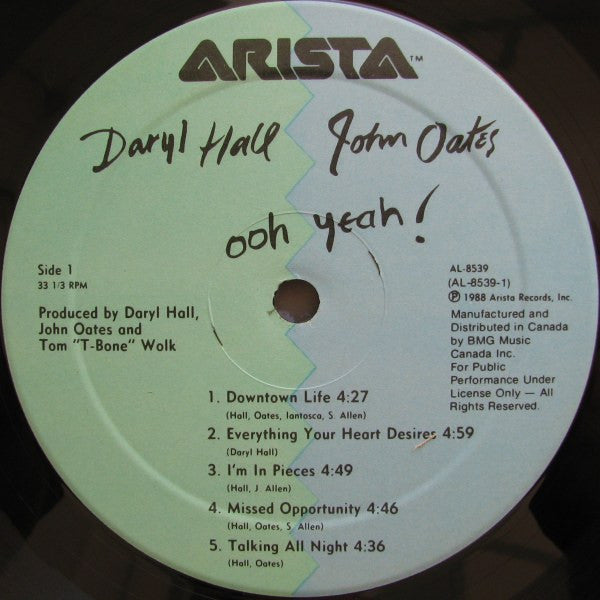 ARISTA™
Daryl Hall John Oates
ooh yeah!
Side 1
33 1/3 RPM
Produced by Daryl Hall,
John Oates and
Tom "T-Bone" Wolk
AL-8539
(AL-8539-1)
℗ 1988 Arista Records, Inc.
Manufactured and
Distributed in Canada
by BMG Music
Canada Inc.
For Public
Performance Under
License Only — All
Rights Reserved.
1. Downtown Life 4:27
(Hall, Oates, Iantosca, S. Allen)
2. Everything Your Heart Desires 4:59
(Daryl Hall)
3. I'm In Pieces 4:49
(Hall, J. Allen)
4. Missed Opportunity 4:46
(Hall, Oates, S. Allen)
5. Talking All Night 4:36
(Hall, Oates)